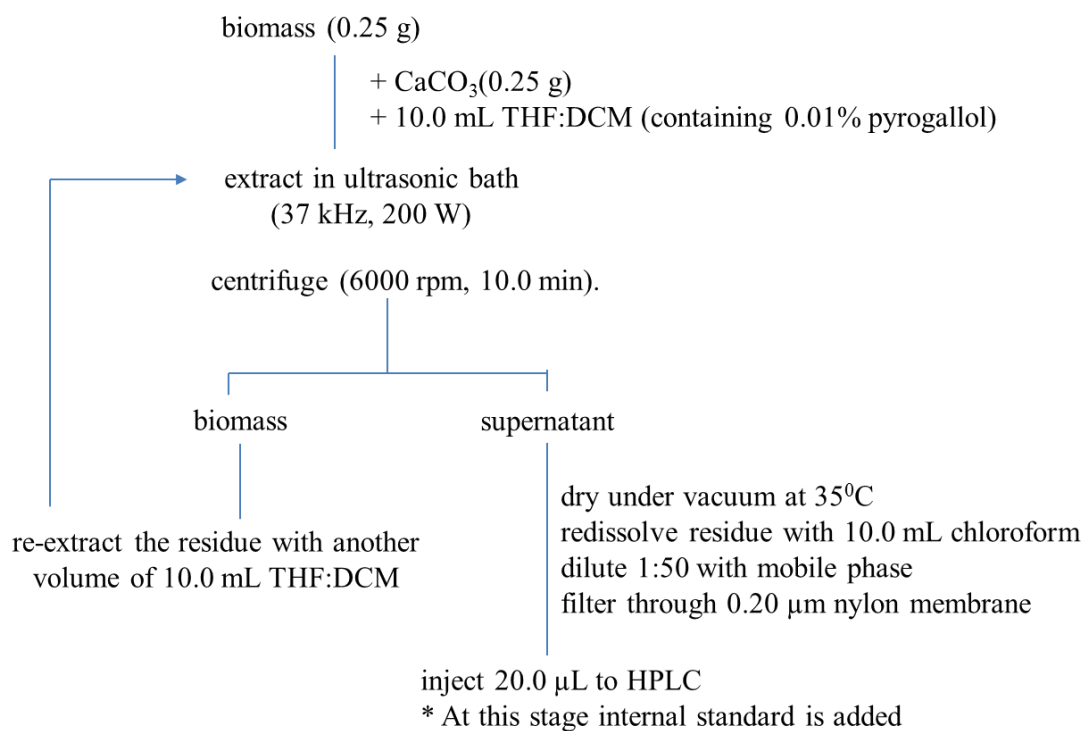 biomass (0.25 g)
+ CaCO₃(0.25 g)
+ 10.0 mL THF:DCM (containing 0.01% pyrogallol)
extract in ultrasonic bath
(37 kHz, 200 W)
centrifuge (6000 rpm, 10.0 min).
biomass
supernatant
re-extract the residue with another
volume of 10.0 mL THF:DCM
dry under vacuum at 35⁰C
redissolve residue with 10.0 mL chloroform
dilute 1:50 with mobile phase
filter through 0.20 µm nylon membrane
inject 20.0 µL to HPLC
* At this stage internal standard is added